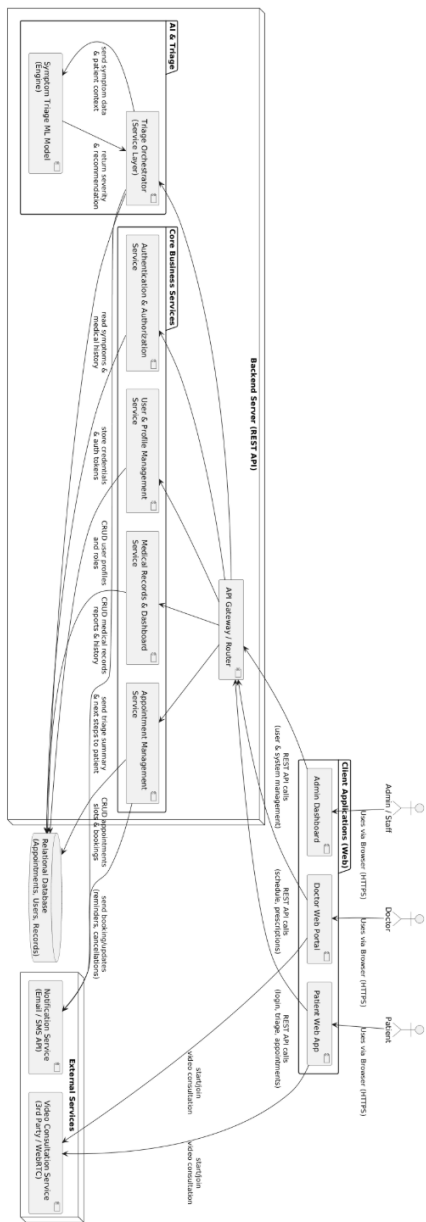 Admin / Staff
Doctor
Patient
Uses via Browser (HTTPS)
Uses via Browser (HTTPS)
Uses via Browser (HTTPS)
Client Applications (Web)
Admin Dashboard
Doctor Web Portal
Patient Web App
REST API calls
(user & system management)
REST API calls
(schedule, prescriptions)
REST API calls
(login, triage, appointments)
Backend Server (REST API)
API Gateway / Router
AI & Triage
Triage Orchestrator
(Service Layer)
send symptom data
& patient context
return severity
& recommendation
Symptom Triage ML Model
(Engine)
Core Business Services
Authentication & Authorization
Service
User & Profile Management
Service
Medical Records & Dashboard
Service
Appointment Management
Service
read symptoms &
medical history
store credentials
& auth tokens
CRUD user profiles
and roles
CRUD medical records
reports & history
send triage summary
& next steps to patient
CRUD appointments
slots & bookings
send booking/updates
(reminders, cancellations)
start/join
video consultation
start/join
video consultation
Relational Database
(Appointments, Users, Records)
External Services
Notification Service
(Email / SMS API)
Video Consultation Service
(3rd Party / WebRTC)